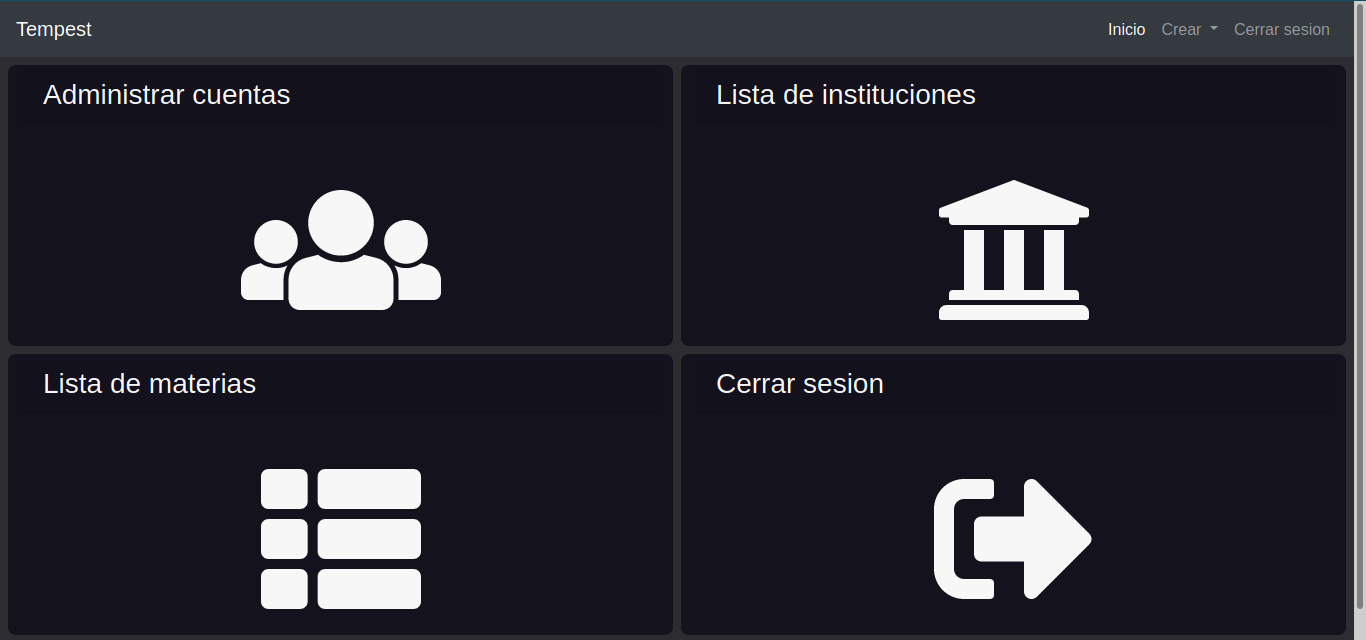 Tempest
Inicio Crear Cerrar sesion
Administrar cuentas
Lista de instituciones
Lista de materias
Cerrar sesion